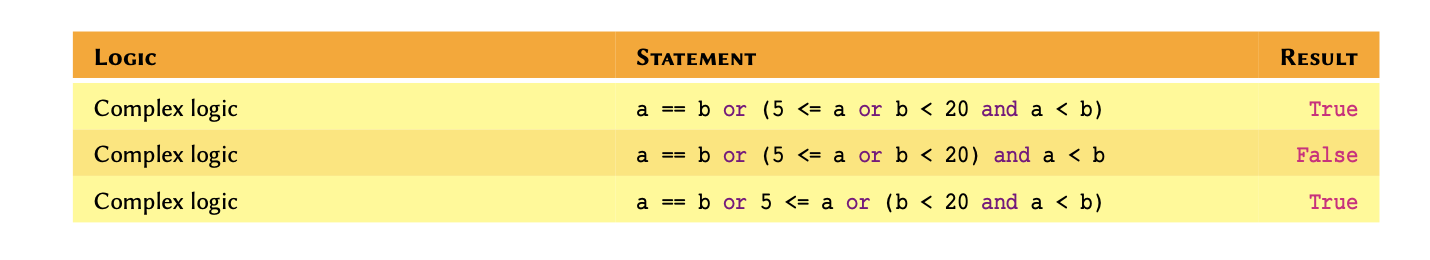 Logic Statement Result
Complex logic a == b or (5 <= a or b < 20 and a < b) True
Complex logic a == b or (5 <= a or b < 20) and a < b False
Complex logic a == b or 5 <= a or (b < 20 and a < b) True